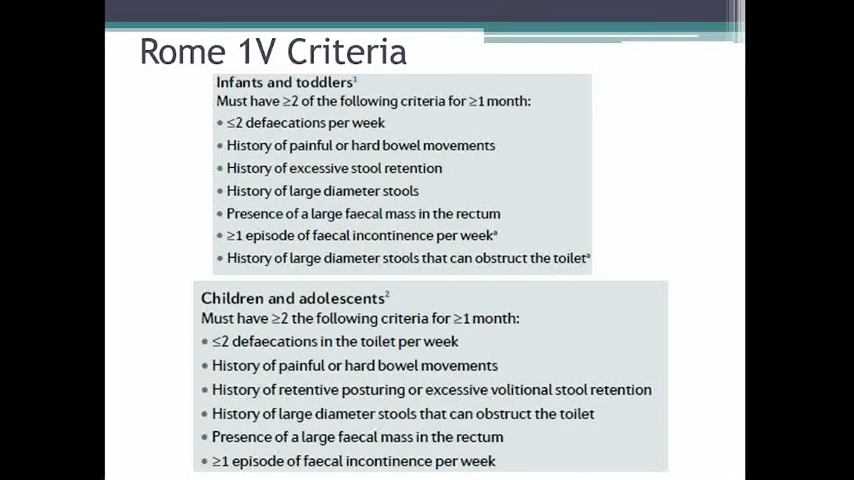 Rome 1V Criteria
Infants and toddlers¹
Must have ≥2 of the following criteria for ≥1 month:
• ≤2 defaecations per week
• History of painful or hard bowel movements
• History of excessive stool retention
• History of large diameter stools
• Presence of a large faecal mass in the rectum
• ≥1 episode of faecal incontinence per weekᵃ
• History of large diameter stools that can obstruct the toiletᵃ
Children and adolescents²
Must have ≥2 the following criteria for ≥1 month:
• ≤2 defaecations in the toilet per week
• History of painful or hard bowel movements
• History of retentive posturing or excessive volitional stool retention
• History of large diameter stools that can obstruct the toilet
• Presence of a large faecal mass in the rectum
• ≥1 episode of faecal incontinence per week